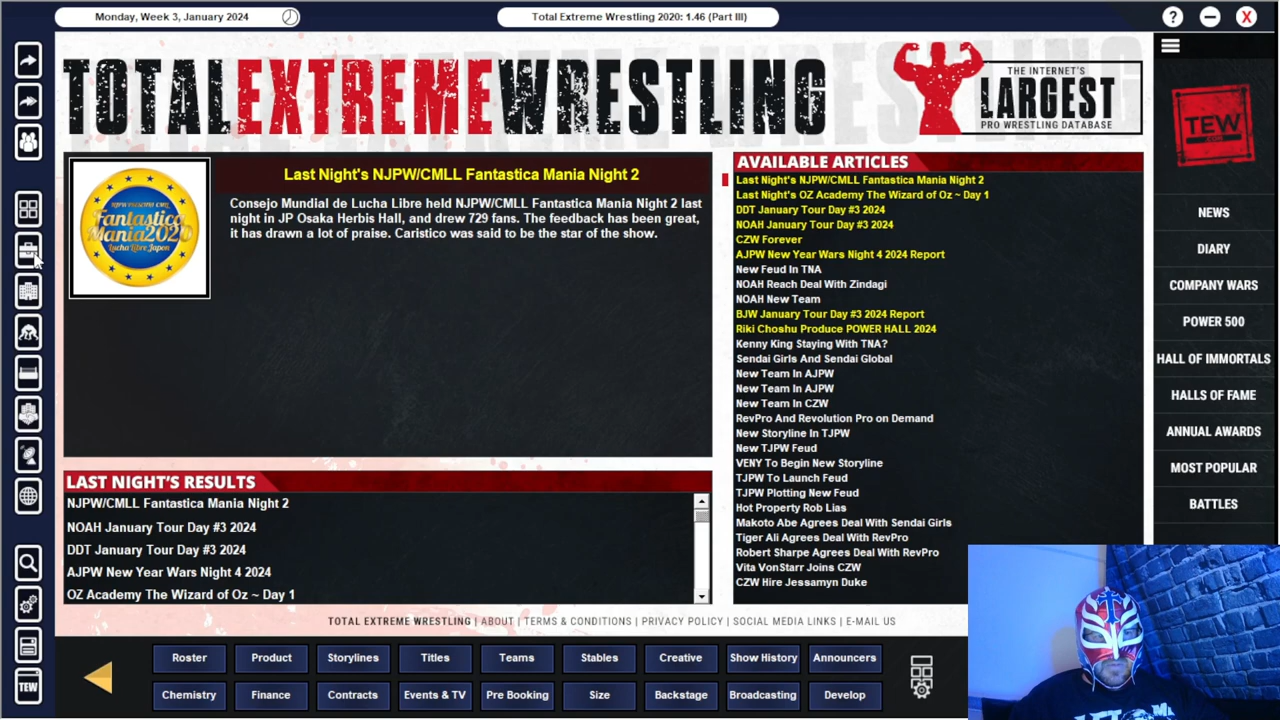 Monday, Week 3, January 2024
Total Extreme Wrestling 2020: 1.46 (Part III)
? X
TOTALEXTREMEWRESTLING
THE INTERNET'S
LARGEST
PRO WRESTLING DATABASE
TEW
.COM
Last Night's NJPW/CMLL Fantastica Mania Night 2
Consejo Mundial de Lucha Libre held NJPW/CMLL Fantastica Mania Night 2 last
night in JP Osaka Herbis Hall, and drew 729 fans. The feedback has been great,
it has drawn a lot of praise. Caristico was said to be the star of the show.
Fantastica
Mania2020
Lucha Libre Japon
AVAILABLE ARTICLES
Last Night's NJPW/CMLL Fantastica Mania Night 2
Last Night's OZ Academy The Wizard of Oz ~ Day 1
DDT January Tour Day #3 2024
NOAH January Tour Day #3 2024
CZW Forever
AJPW New Year Wars Night 4 2024 Report
New Feud In TNA
NOAH Reach Deal With Zindagi
NOAH New Team
BJW January Tour Day #3 2024 Report
Riki Choshu Produce POWER HALL 2024
Kenny King Staying With TNA?
Sendai Girls And Sendai Global
New Team In AJPW
New Team In AJPW
New Team In CZW
RevPro And Revolution Pro on Demand
New Storyline In TJPW
New TJPW Feud
VENY To Begin New Storyline
TJPW To Launch Feud
TJPW Plotting New Feud
Hot Property Rob Lias
Makoto Abe Agrees Deal With Sendai Girls
Tiger Ali Agrees Deal With RevPro
Robert Sharpe Agrees Deal With RevPro
Vita VonStarr Joins CZW
CZW Hire Jessamyn Duke
NEWS
DIARY
COMPANY WARS
POWER 500
HALL OF IMMORTALS
HALLS OF FAME
ANNUAL AWARDS
MOST POPULAR
BATTLES
LAST NIGHT'S RESULTS
NJPW/CMLL Fantastica Mania Night 2
NOAH January Tour Day #3 2024
DDT January Tour Day #3 2024
AJPW New Year Wars Night 4 2024
OZ Academy The Wizard of Oz ~ Day 1
TOTAL EXTREME WRESTLING | ABOUT | TERMS & CONDITIONS | PRIVACY POLICY | SOCIAL MEDIA LINKS | E-MAIL US
Roster Product Storylines Titles Teams Stables Creative Show History Announcers
Chemistry Finance Contracts Events & TV Pre Booking Size Backstage Broadcasting Develop
TEW